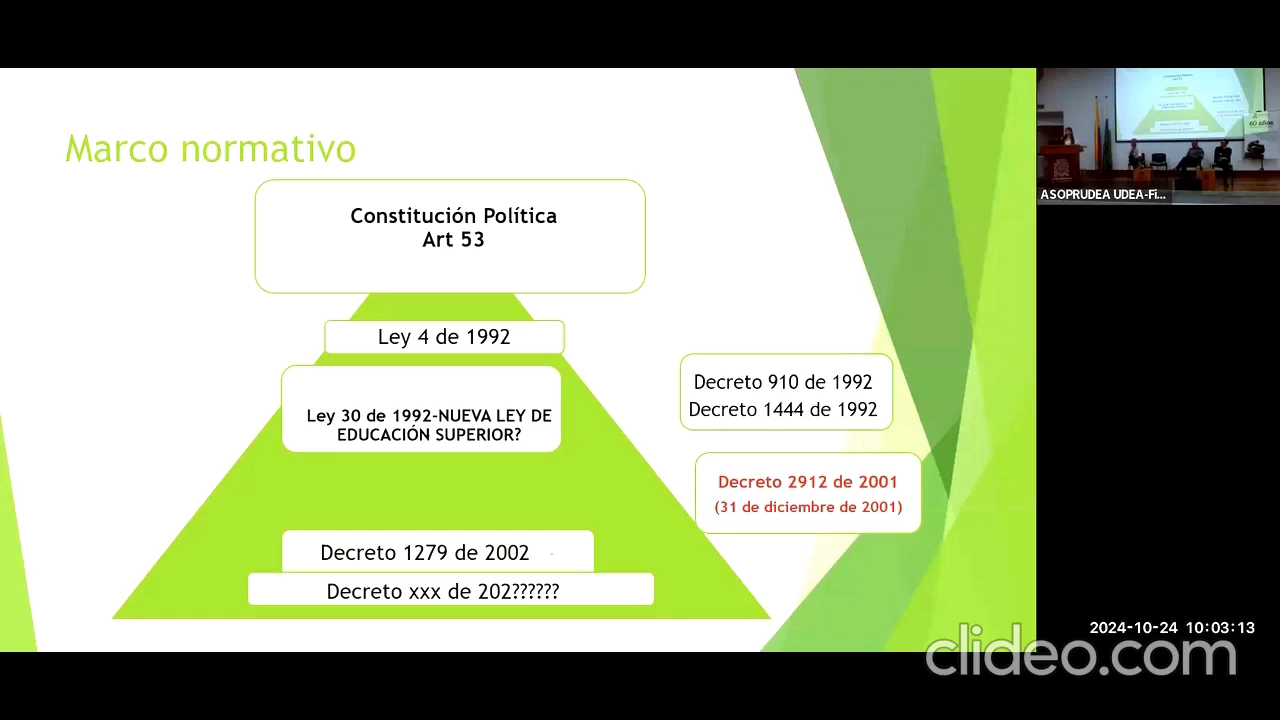 Marco normativo
Constitución Política
Art 53
Ley 4 de 1992
Ley 30 de 1992-NUEVA LEY DE
EDUCACIÓN SUPERIOR?
Decreto 910 de 1992
Decreto 1444 de 1992
Decreto 2912 de 2001
(31 de diciembre de 2001)
Decreto 1279 de 2002
Decreto xxx de 202??????
60 años
ASOPRUDEA UDEA-Fi...
2024-10-24 10:03:13
clideo.com